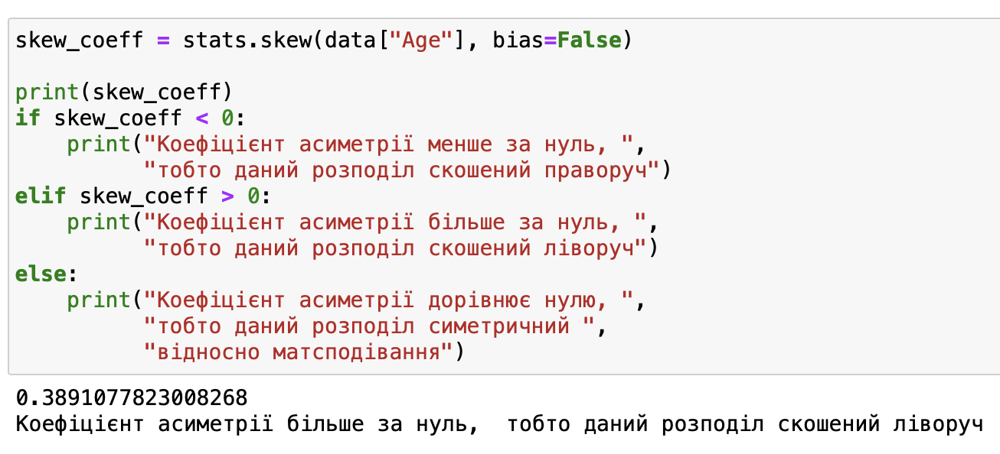 skew_coeff = stats.skew(data["Age"], bias=False)
print(skew_coeff)
if skew_coeff < 0:
    print("Коефіцієнт асиметрії менше за нуль, ",
          "тобто даний розподіл скошений праворуч")
elif skew_coeff > 0:
    print("Коефіцієнт асиметрії більше за нуль, ",
          "тобто даний розподіл скошений ліворуч")
else:
    print("Коефіцієнт асиметрії дорівнює нулю, ",
          "тобто даний розподіл симетричний ",
          "відносно матсподівання")
0.3891077823008268
Коефіцієнт асиметрії більше за нуль,  тобто даний розподіл скошений ліворуч